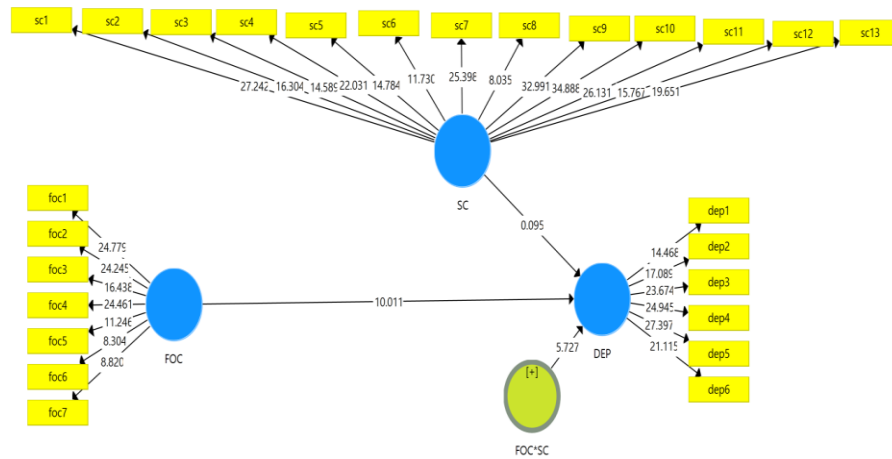 sc1 sc2 sc3 sc4 sc5 sc6 sc7 sc8 sc9 sc10 sc11 sc12 sc13
27.242 16.304 14.589 22.031 14.784 11.730 25.398 8.035 32.991 34.888 26.131 15.767 19.651
SC
0.095
foc1
foc2
foc3
foc4
foc5
foc6
foc7
24.779
24.245
16.438
24.461
11.246
8.304
8.820
FOC
10.011
dep1
dep2
dep3
dep4
dep5
dep6
14.468
17.089
23.674
24.945
27.397
21.115
DEP
5.727
[+]
FOC*SC